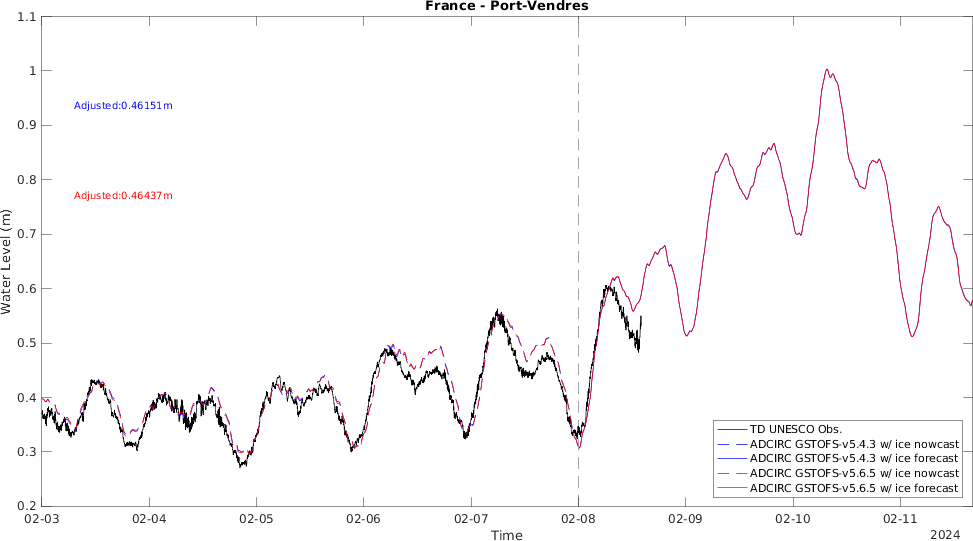 France - Port-Vendres
1.1
1
0.9
0.8
0.7
0.6
0.5
0.4
0.3
0.2
Water Level (m)
Adjusted:0.46151m
Adjusted:0.46437m
TD UNESCO Obs.
ADCIRC GSTOFS-v5.4.3 w/ ice nowcast
ADCIRC GSTOFS-v5.4.3 w/ ice forecast
ADCIRC GSTOFS-v5.6.5 w/ ice nowcast
ADCIRC GSTOFS-v5.6.5 w/ ice forecast
02-03 02-04 02-05 02-06 02-07 02-08 02-09 02-10 02-11
Time
2024